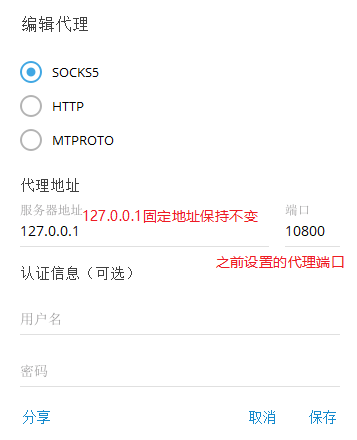 编辑代理
SOCKS5
HTTP
MTPROTO
代理地址
服务器地址
127.0.0.1固定地址保持不变
端口
127.0.0.1
10800
之前设置的代理端口
认证信息（可选）
用户名
密码
分享
取消
保存